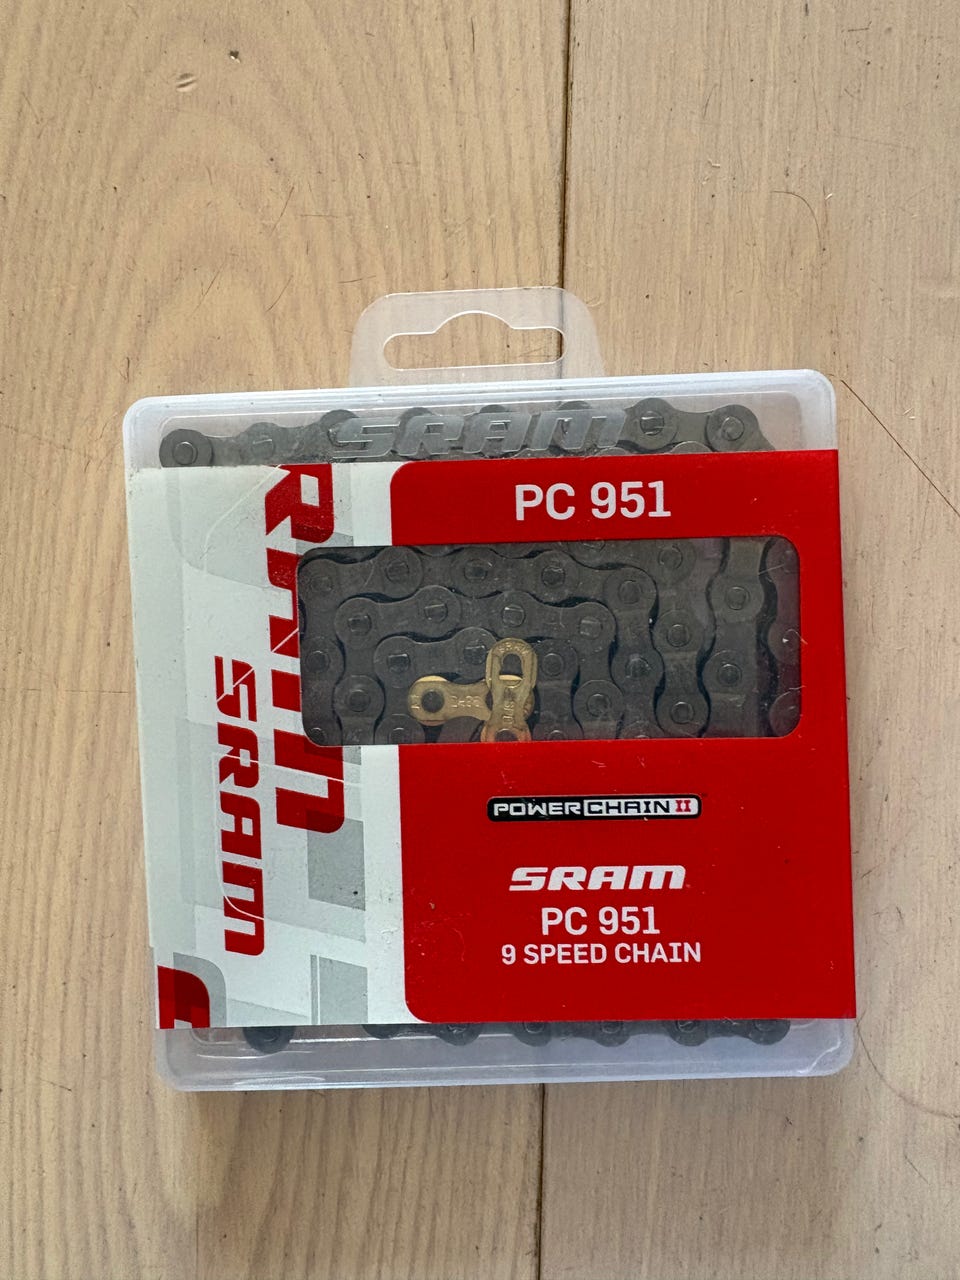 SRAM
PC 951
SRAM
POWERCHAIN II
SRAM
PC 951
9 SPEED CHAIN